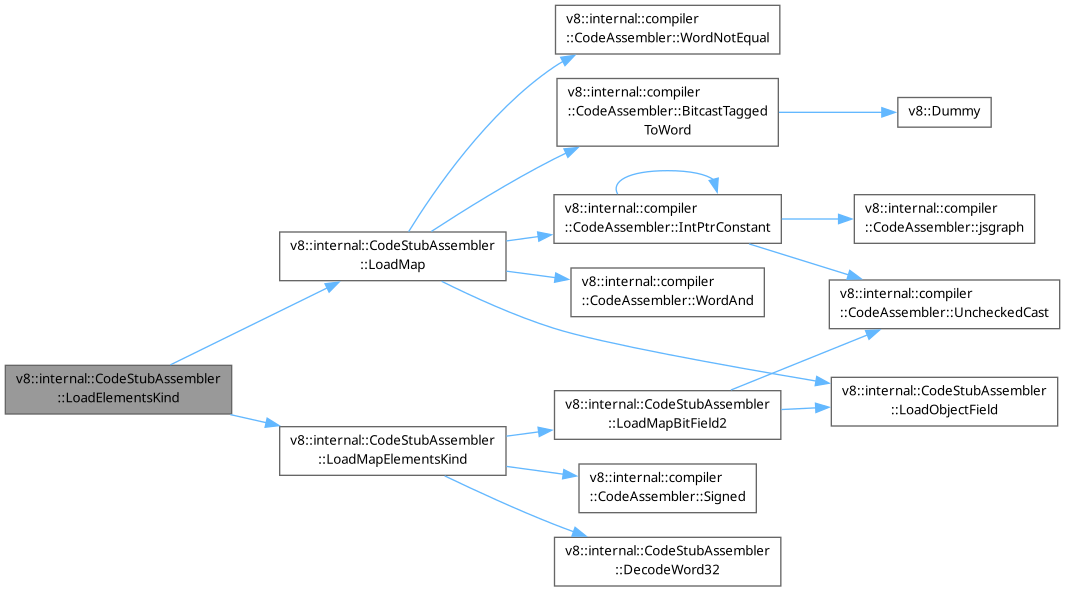 v8::internal::compiler
::CodeAssembler::WordNotEqual
v8::internal::compiler
::CodeAssembler::BitcastTagged
ToWord
v8::Dummy
v8::internal::compiler
::CodeAssembler::IntPtrConstant
v8::internal::compiler
::CodeAssembler::jsgraph
v8::internal::CodeStubAssembler
::LoadMap
v8::internal::compiler
::CodeAssembler::WordAnd
v8::internal::compiler
::CodeAssembler::UncheckedCast
v8::internal::CodeStubAssembler
::LoadElementsKind
v8::internal::CodeStubAssembler
::LoadObjectField
v8::internal::CodeStubAssembler
::LoadMapBitField2
v8::internal::CodeStubAssembler
::LoadMapElementsKind
v8::internal::compiler
::CodeAssembler::Signed
v8::internal::CodeStubAssembler
::DecodeWord32